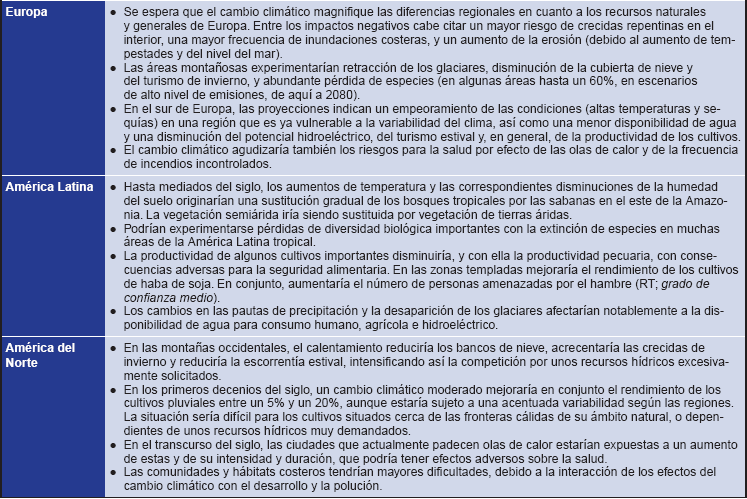 Europa
● Se espera que el cambio climático magnifique las diferencias regionales en cuanto a los recursos naturales
y generales de Europa. Entre los impactos negativos cabe citar un mayor riesgo de crecidas repentinas en el
interior, una mayor frecuencia de inundaciones costeras, y un aumento de la erosión (debido al aumento de tem-
pestades y del nivel del mar).
● Las áreas montañosas experimentarían retracción de los glaciares, disminución de la cubierta de nieve y
del turismo de invierno, y abundante pérdida de especies (en algunas áreas hasta un 60%, en escenarios
de alto nivel de emisiones, de aquí a 2080).
● En el sur de Europa, las proyecciones indican un empeoramiento de las condiciones (altas temperaturas y se-
quías) en una región que es ya vulnerable a la variabilidad del clima, así como una menor disponibilidad de agua
y una disminución del potencial hidroeléctrico, del turismo estival y, en general, de la productividad de los cultivos.
● El cambio climático agudizaría también los riesgos para la salud por efecto de las olas de calor y de la frecuencia
de incendios incontrolados.
América Latina
● Hasta mediados del siglo, los aumentos de temperatura y las correspondientes disminuciones de la humedad
del suelo originarían una sustitución gradual de los bosques tropicales por las sabanas en el este de la Amazo-
nia. La vegetación semiárida iría siendo sustituida por vegetación de tierras áridas.
● Podrían experimentarse pérdidas de diversidad biológica importantes con la extinción de especies en muchas
áreas de la América Latina tropical.
● La productividad de algunos cultivos importantes disminuiría, y con ella la productividad pecuaria, con conse-
cuencias adversas para la seguridad alimentaria. En las zonas templadas mejoraría el rendimiento de los cultivos
de haba de soja. En conjunto, aumentaría el número de personas amenazadas por el hambre (RT; grado de
confianza medio).
● Los cambios en las pautas de precipitación y la desaparición de los glaciares afectarían notablemente a la dis-
ponibilidad de agua para consumo humano, agrícola e hidroeléctrico.
América del
Norte
● En las montañas occidentales, el calentamiento reduciría los bancos de nieve, acrecentaría las crecidas de
invierno y reduciría la escorrentía estival, intensificando así la competición por unos recursos hídricos excesiva-
mente solicitados.
● En los primeros decenios del siglo, un cambio climático moderado mejoraría en conjunto el rendimiento de los
cultivos pluviales entre un 5% y un 20%, aunque estaría sujeto a una acentuada variabilidad según las regiones.
La situación sería difícil para los cultivos situados cerca de las fronteras cálidas de su ámbito natural, o depen-
dientes de unos recursos hídricos muy demandados.
● En el transcurso del siglo, las ciudades que actualmente padecen olas de calor estarían expuestas a un aumento
de estas y de su intensidad y duración, que podría tener efectos adversos sobre la salud.
● Las comunidades y hábitats costeros tendrían mayores dificultades, debido a la interacción de los efectos del
cambio climático con el desarrollo y la polución.